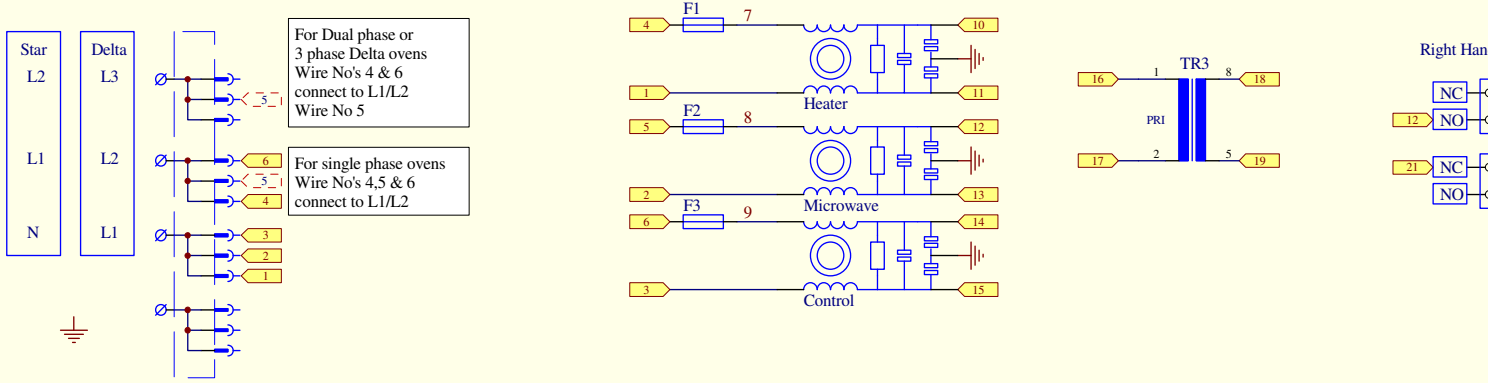 Star Delta
L2 L3
L1 L2
N L1
5
6
5
4
3
2
1
For Dual phase or
3 phase Delta ovens
Wire No's 4 & 6
connect to L1/L2
Wire No 5
For single phase ovens
Wire No's 4,5 & 6
connect to L1/L2
4 F1 7 10
1 Heater 11
5 F2 8 12
2 Microwave 13
6 F3 9 14
3 Control 15
TR3
16 1 8 18
PRI
17 2 5 19
Right Han
NC
12 NO
21 NC
NO